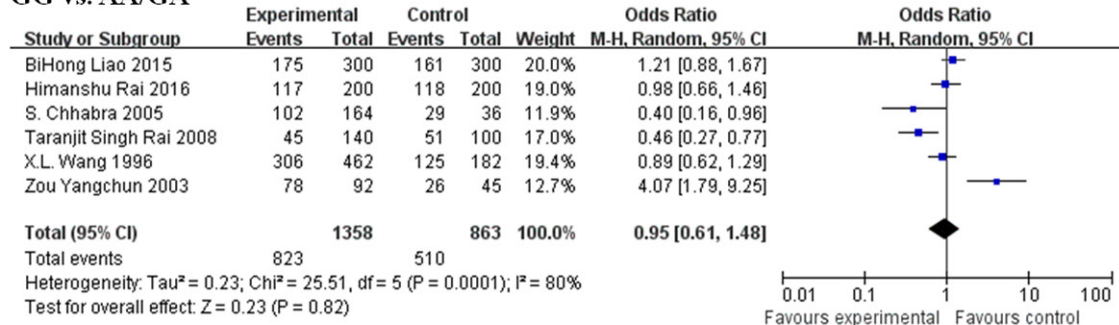 GG vs. AA/GA
Experimental Control Odds Ratio Odds Ratio
Study or Subgroup Events Total Events Total Weight M-H, Random, 95% CI M-H, Random, 95% CI
BiHong Liao 2015 175 300 161 300 20.0% 1.21 [0.88, 1.67]
Himanshu Rai 2016 117 200 118 200 19.0% 0.98 [0.66, 1.46]
S. Chhabra 2005 102 164 29 36 11.9% 0.40 [0.16, 0.96]
Taranjit Singh Rai 2008 45 140 51 100 17.0% 0.46 [0.27, 0.77]
X.L. Wang 1996 306 462 125 182 19.4% 0.89 [0.62, 1.29]
Zou Yangchun 2003 78 92 26 45 12.7% 4.07 [1.79, 9.25]
Total (95% CI) 1358 863 100.0% 0.95 [0.61, 1.48]
Total events 823 510
Heterogeneity: Tau² = 0.23; Chi² = 25.51, df = 5 (P = 0.0001); I² = 80%
Test for overall effect: Z = 0.23 (P = 0.82)
0.01 0.1 1 10 100
Favours experimental Favours control